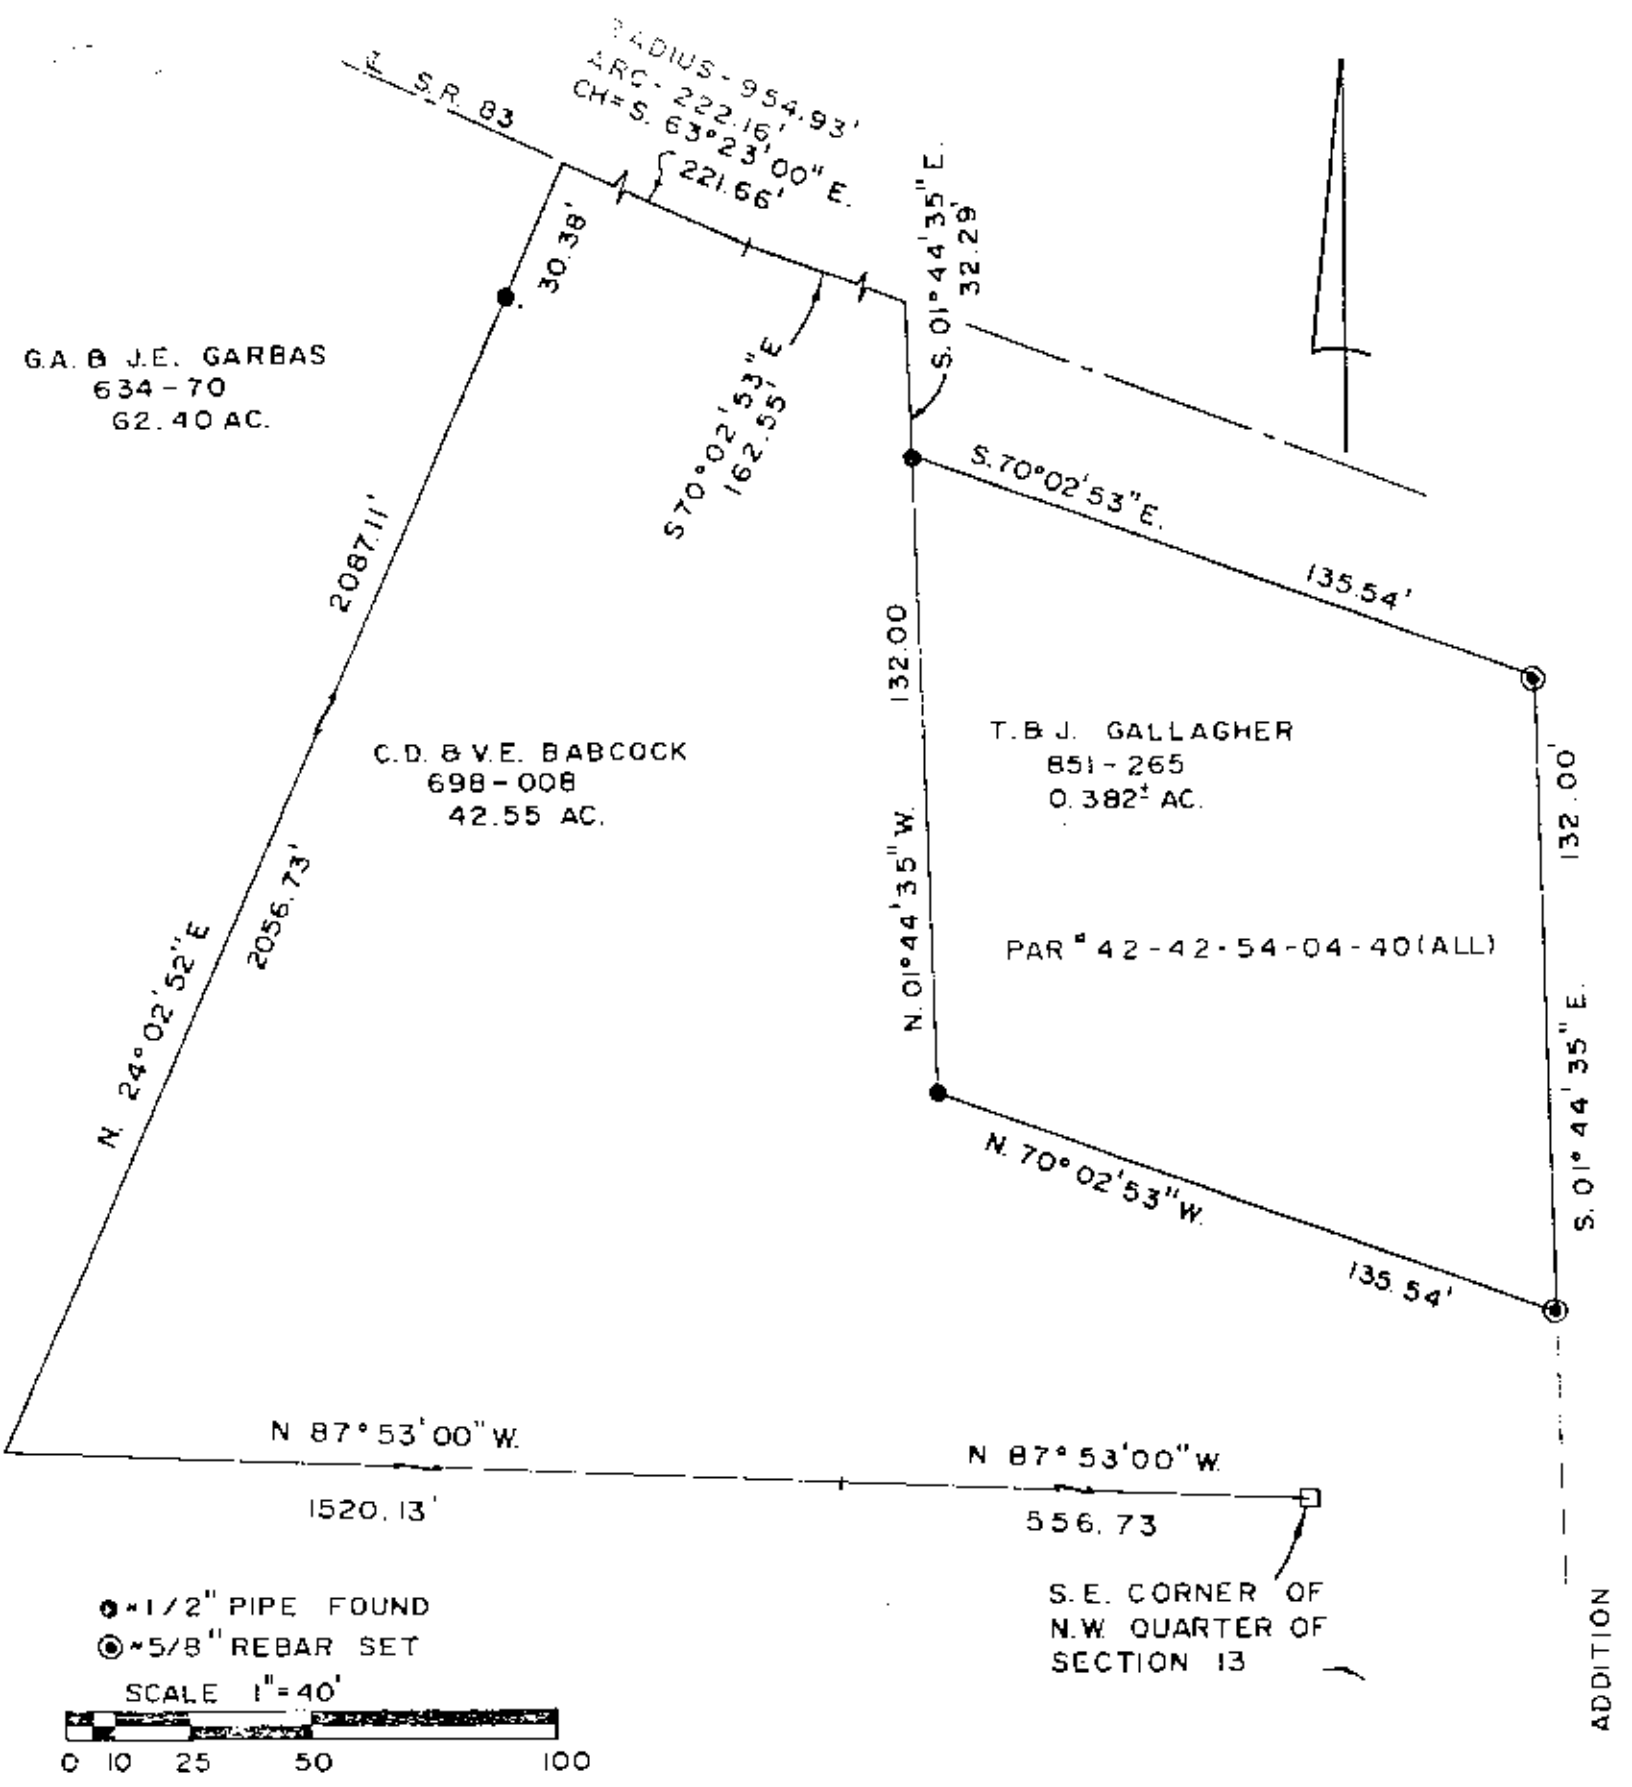 RADIUS - 954.93'
ARC - 222.16'
CH=S. 63°23'00" E.
221.66'
℄ S.R. 83
30.38'
S. 01°44'35" E.
32.29'
G.A. & J.E. GARBAS
634-70
62.40 AC.
S70°02'53" E
162.55'
S. 70°02'53" E.
135.54'
2087.11'
132.00
T. & J. GALLAGHER
851-265
0.382± AC.
132.00'
C.D. & V.E. BABCOCK
698-008
42.55 AC.
N. 24°02'52" E
2056.73'
N. 01°44'35" W.
PAR # 42-42-54-04-40(ALL)
S. 01°44'35" E.
N. 70°02'53" W.
135.54'
N 87°53'00" W.
1520.13'
N 87°53'00" W.
556.73
S.E. CORNER OF
N.W. QUARTER OF
SECTION 13
ADDITION
1/2" PIPE FOUND
5/8" REBAR SET
SCALE 1"=40'
0 10 25 50 100